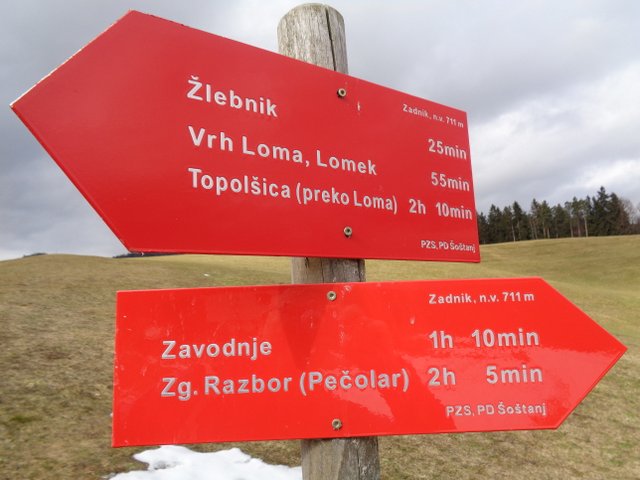 Zadnik, n.v. 711 m
Žlebnik 25min
Vrh Loma, Lomek 55min
Topolšica (preko Loma) 2h 10min
PZS, PD Šoštanj
Zadnik, n.v. 711 m
Zavodnje 1h 10min
Zg. Razbor (Pečolar) 2h 5min
PZS, PD Šoštanj